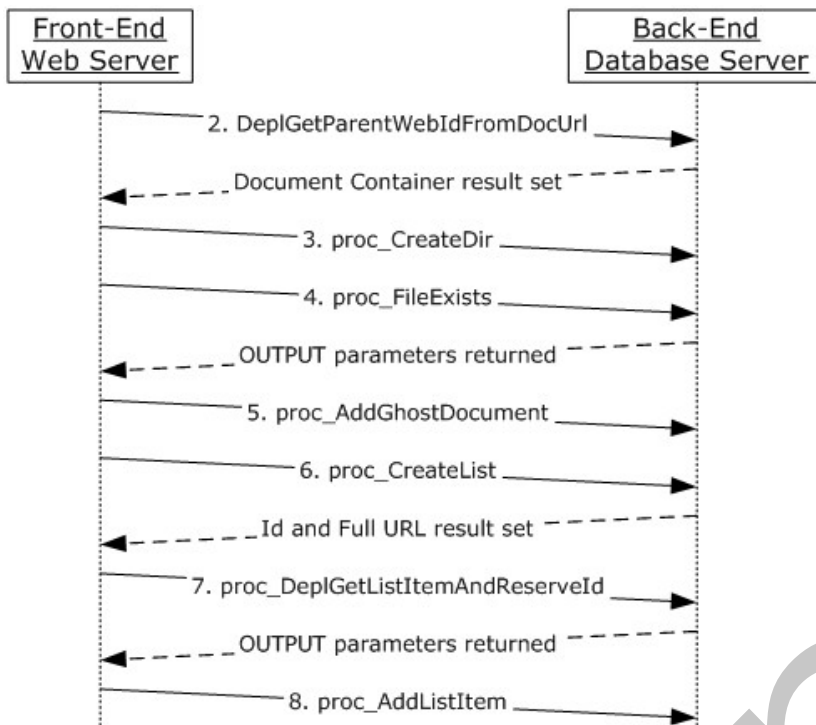 Front-End
Web Server
Back-End
Database Server
2. DeplGetParentWebIdFromDocUrl
Document Container result set
3. proc_CreateDir
4. proc_FileExists
OUTPUT parameters returned
5. proc_AddGhostDocument
6. proc_CreateList
Id and Full URL result set
7. proc_DeplGetListItemAndReserveId
OUTPUT parameters returned
8. proc_AddListItem